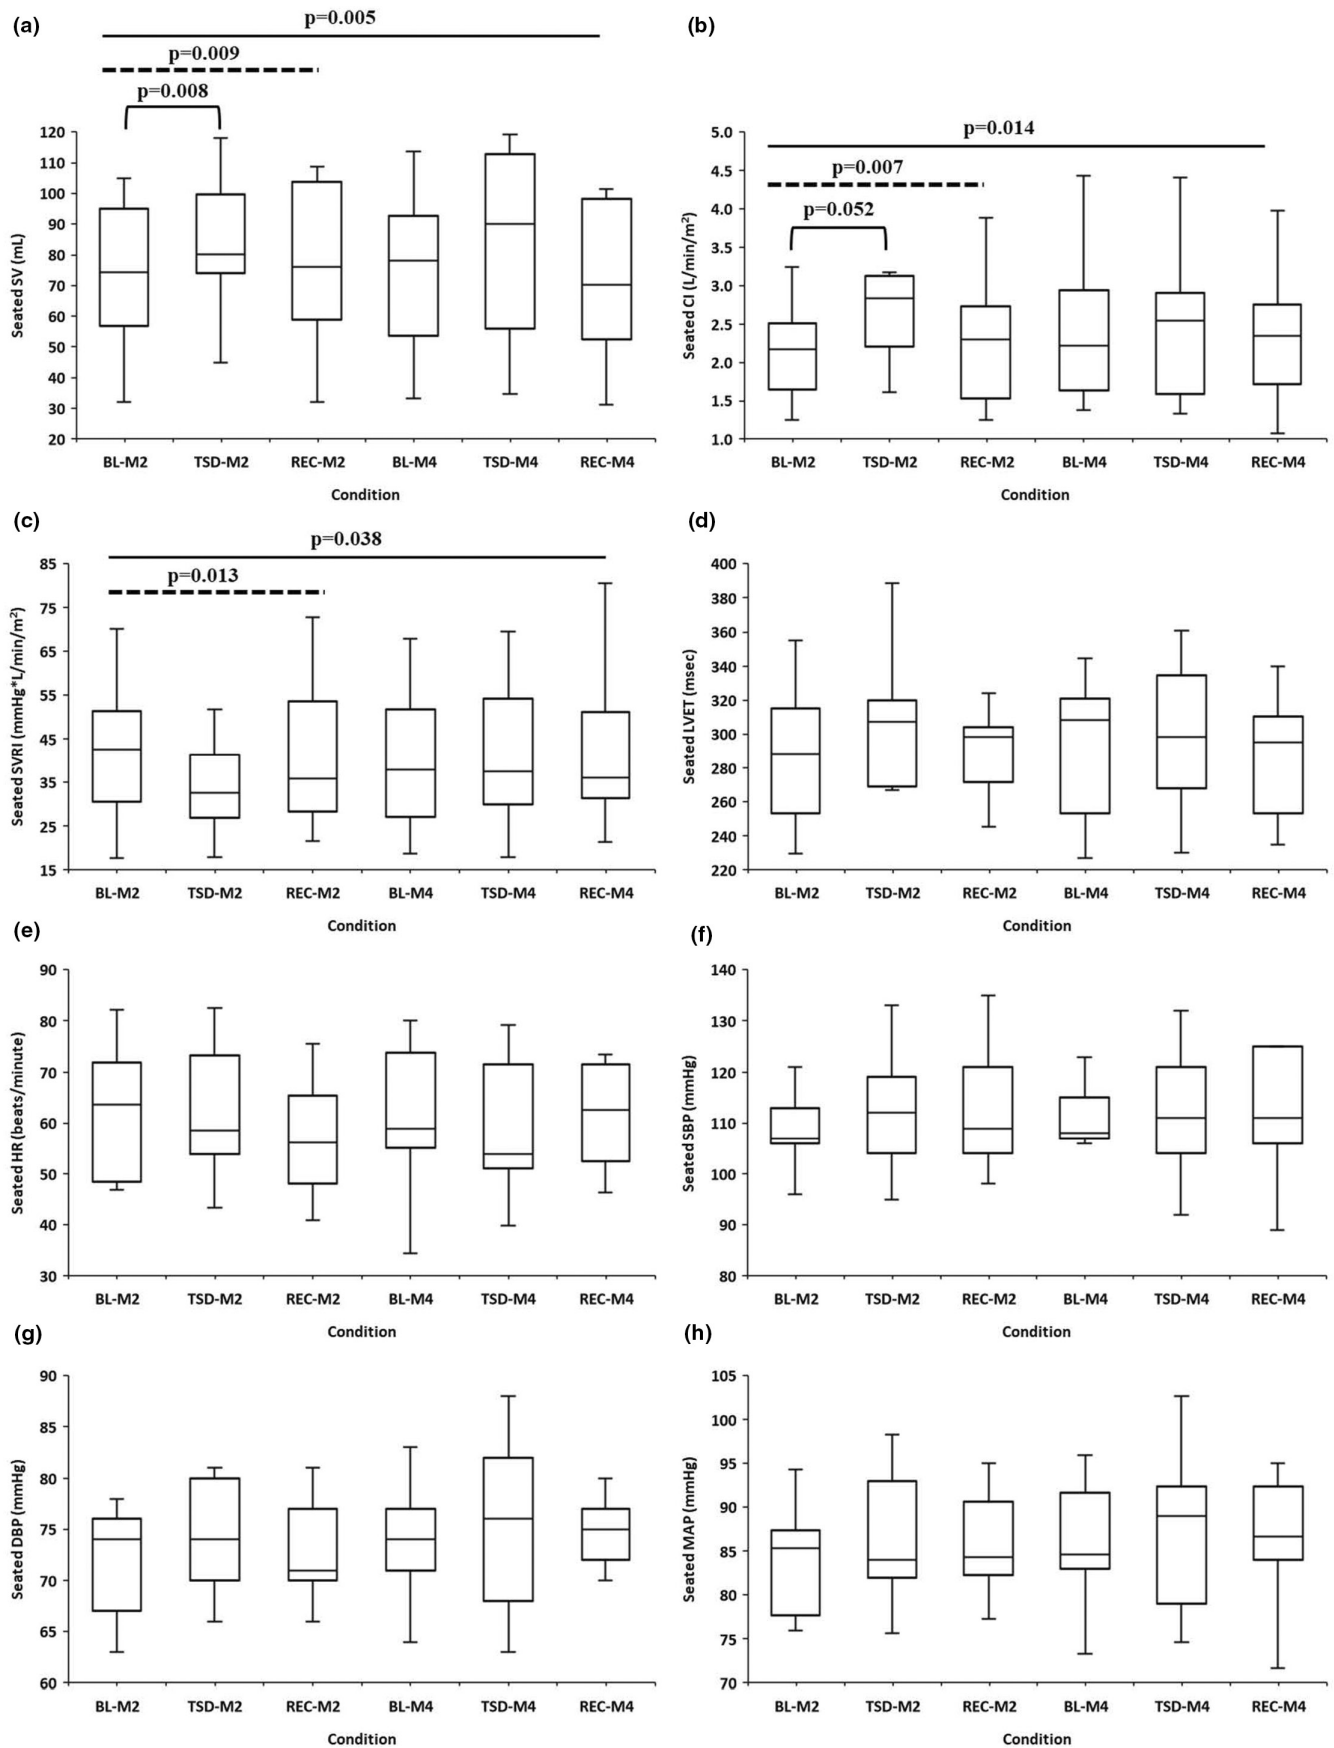 (a)
p=0.005
p=0.009
p=0.008
Seated SV (mL)
120
110
100
90
80
70
60
50
40
30
20
BL-M2 TSD-M2 REC-M2 BL-M4 TSD-M4 REC-M4
Condition
(b)
p=0.014
p=0.007
p=0.052
Seated CI (L/min/m²)
5.0
4.5
4.0
3.5
3.0
2.5
2.0
1.5
1.0
BL-M2 TSD-M2 REC-M2 BL-M4 TSD-M4 REC-M4
Condition
(c)
p=0.038
p=0.013
Seated SVRI (mmHg*L/min/m²)
85
75
65
55
45
35
25
15
BL-M2 TSD-M2 REC-M2 BL-M4 TSD-M4 REC-M4
Condition
(d)
Seated LVET (msec)
400
380
360
340
320
300
280
260
240
220
BL-M2 TSD-M2 REC-M2 BL-M4 TSD-M4 REC-M4
Condition
(e)
Seated HR (beats/minute)
90
80
70
60
50
40
30
BL-M2 TSD-M2 REC-M2 BL-M4 TSD-M4 REC-M4
Condition
(f)
Seated SBP (mmHg)
140
130
120
110
100
90
80
BL-M2 TSD-M2 REC-M2 BL-M4 TSD-M4 REC-M4
Condition
(g)
Seated DBP (mmHg)
90
85
80
75
70
65
60
BL-M2 TSD-M2 REC-M2 BL-M4 TSD-M4 REC-M4
Condition
(h)
Seated MAP (mmHg)
105
100
95
90
85
80
75
70
BL-M2 TSD-M2 REC-M2 BL-M4 TSD-M4 REC-M4
Condition